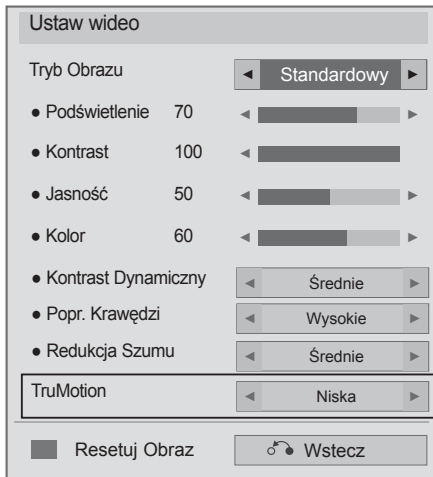 Ustaw wideo
Tryb Obrazu ◄ Standardowy ►
● Podświetlenie 70 ◄ ►
● Kontrast 100 ◄ ►
● Jasność 50 ◄ ►
● Kolor 60 ◄ ►
● Kontrast Dynamiczny ◄ Średnie ►
● Popr. Krawędzi ◄ Wysokie ►
● Redukcja Szumu ◄ Średnie ►
TruMotion ◄ Niska ►
Resetuj Obraz Wstecz